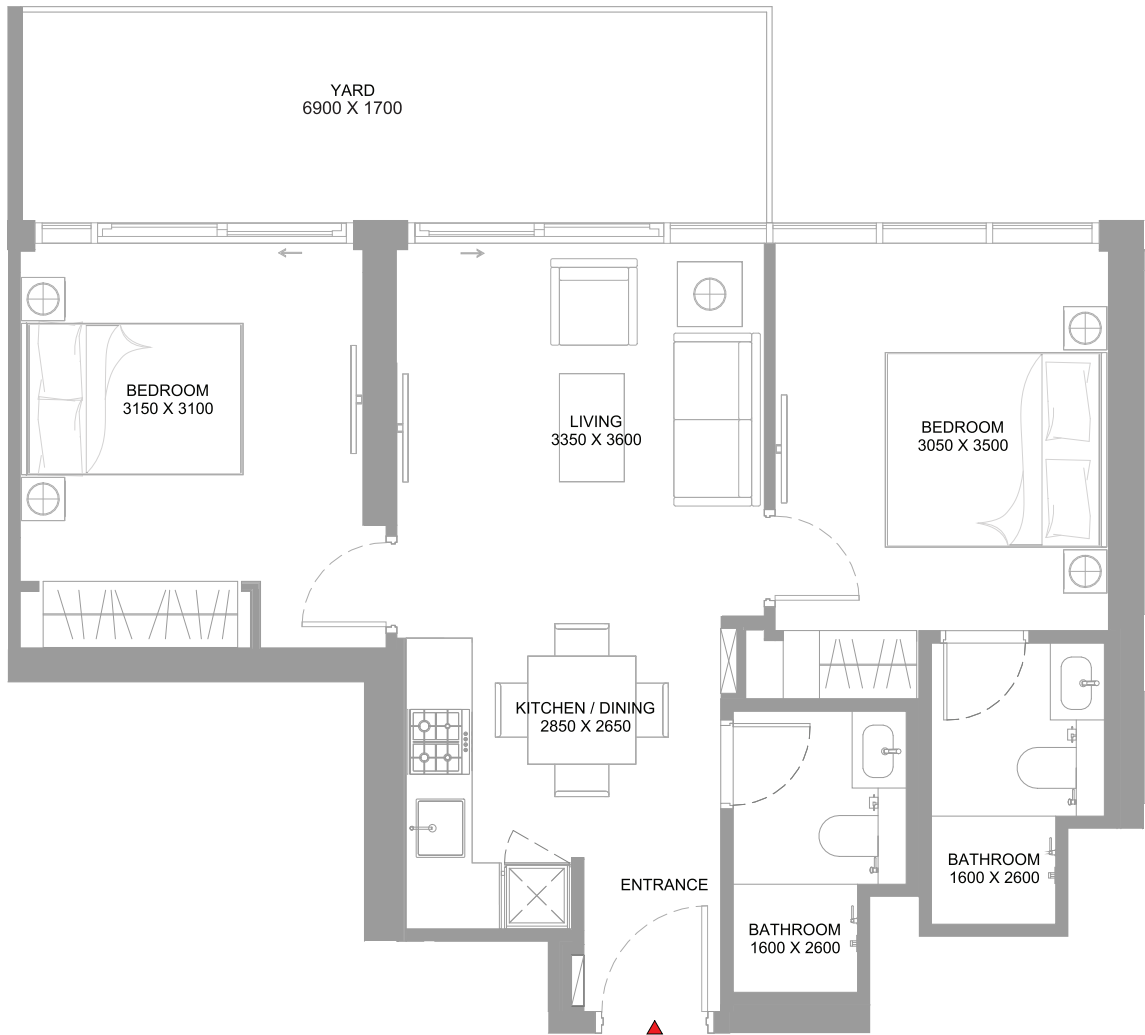 YARD
6900 X 1700
BEDROOM
3150 X 3100
LIVING
3350 X 3600
BEDROOM
3050 X 3500
KITCHEN / DINING
2850 X 2650
ENTRANCE
BATHROOM
1600 X 2600
BATHROOM
1600 X 2600